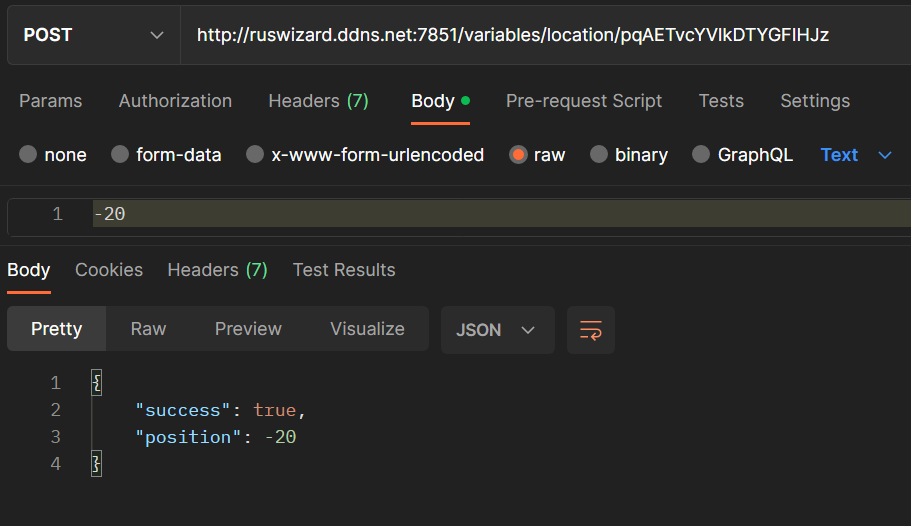 POST http://ruswizard.ddns.net:7851/variables/location/pqAETvcYVIkDTYGFIHJz
Params Authorization Headers (7) Body Pre-request Script Tests Settings
none form-data x-www-form-urlencoded raw binary GraphQL Text
1 -20
Body Cookies Headers (7) Test Results
Pretty Raw Preview Visualize JSON
1 {
2 "success": true,
3 "position": -20
4 }